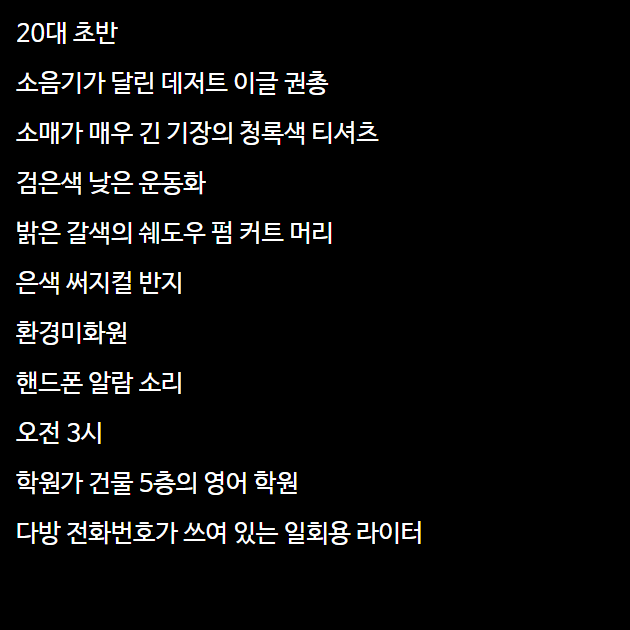 20대 초반
소음기가 달린 데저트 이글 권총
소매가 매우 긴 기장의 청록색 티셔츠
검은색 낮은 운동화
밝은 갈색의 쉐도우 펌 커트 머리
은색 써지컬 반지
환경미화원
핸드폰 알람 소리
오전 3시
학원가 건물 5층의 영어 학원
다방 전화번호가 쓰여 있는 일회용 라이터